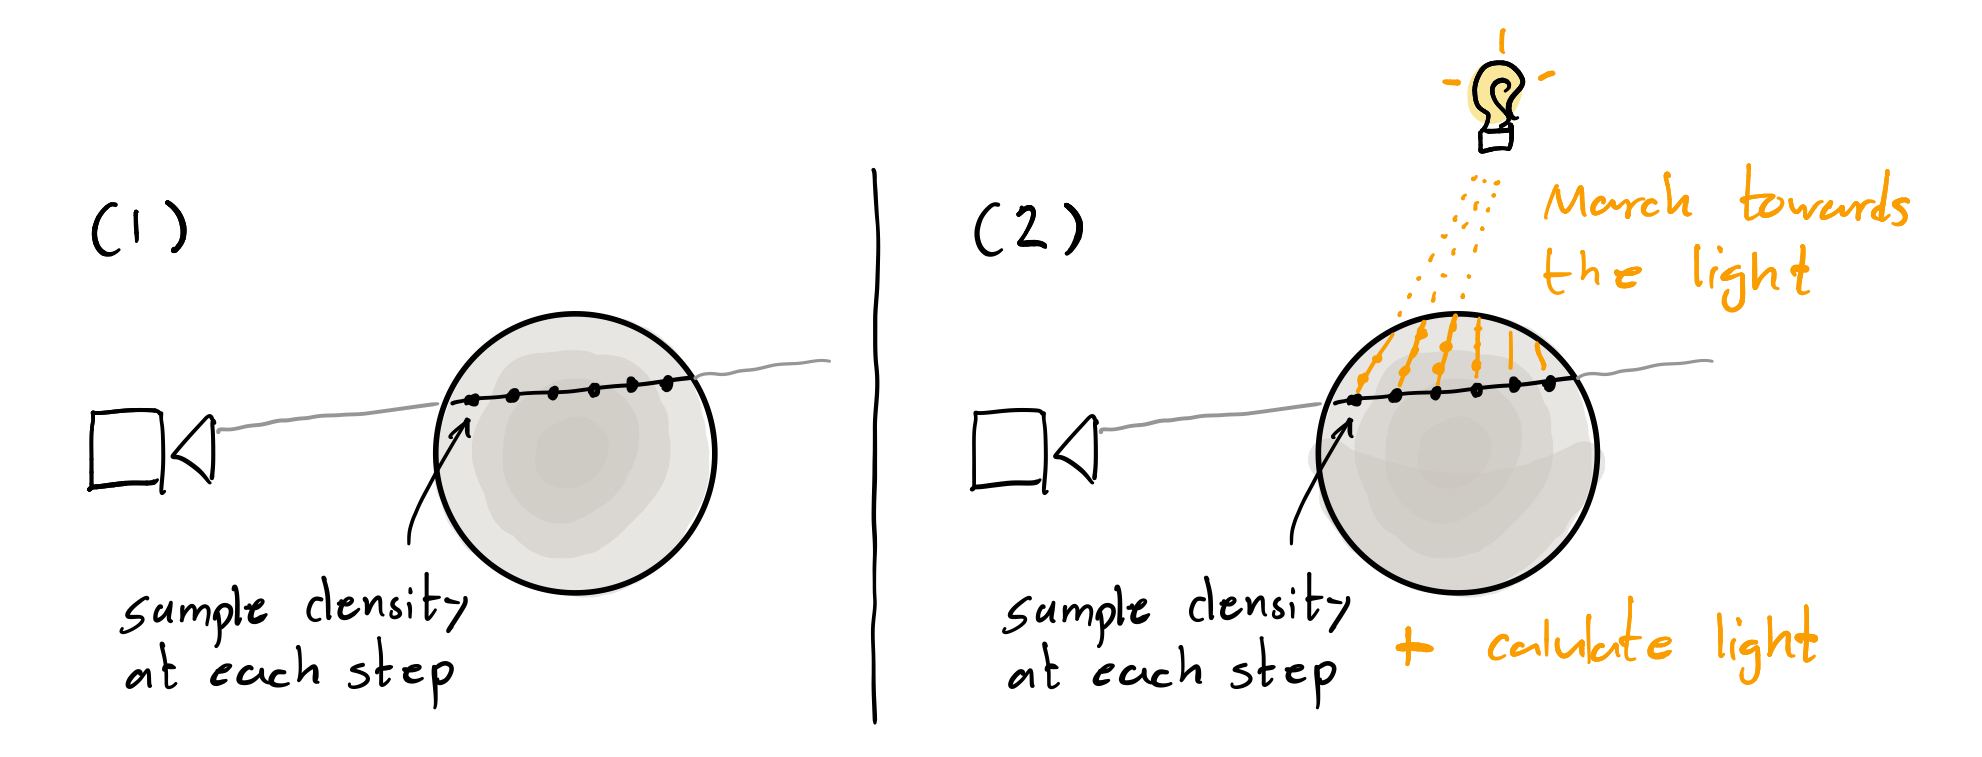 (1)
sample density
at each step
(2)
March towards
the light
sample density
at each step + calulate light